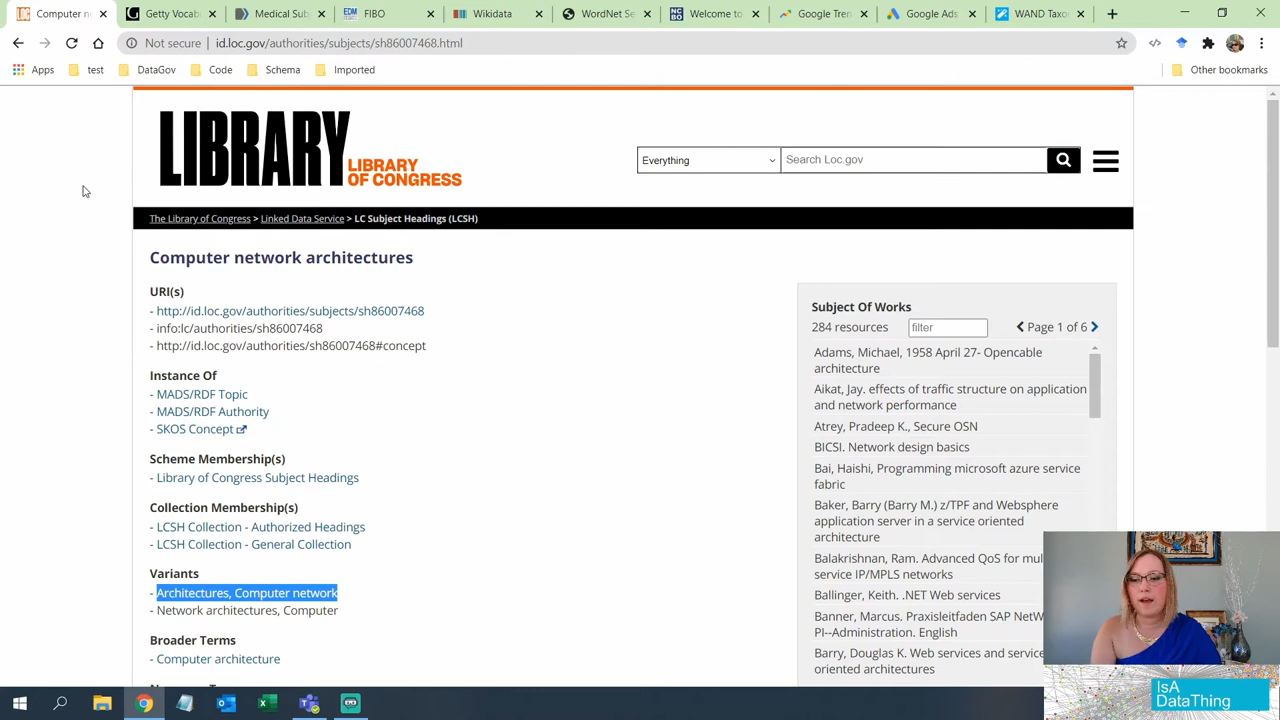 Computer n
Getty Vocab
Medical Sub
FIBO
Wikidata
WordNet Se
Welcome to
Google Tren
Google Ads
WAND Taxo
Not secure
id.loc.gov/authorities/subjects/sh86007468.html
Apps
test
DataGov
Code
Schema
Imported
Other bookmarks
LIBRARY
LIBRARY
OF CONGRESS
Everything
Search Loc.gov
The Library of Congress > Linked Data Service > LC Subject Headings (LCSH)
Computer network architectures
URI(s)
- http://id.loc.gov/authorities/subjects/sh86007468
- info:lc/authorities/sh86007468
- http://id.loc.gov/authorities/sh86007468#concept
Instance Of
- MADS/RDF Topic
- MADS/RDF Authority
- SKOS Concept
Scheme Membership(s)
- Library of Congress Subject Headings
Collection Membership(s)
- LCSH Collection - Authorized Headings
- LCSH Collection - General Collection
Variants
- Architectures, Computer network
- Network architectures, Computer
Broader Terms
- Computer architecture
Subject Of Works
284 resources
filter
Page 1 of 6
Adams, Michael, 1958 April 27- Opencable
architecture
Aikat, Jay. effects of traffic structure on application
and network performance
Atrey, Pradeep K., Secure OSN
BICSI. Network design basics
Bai, Haishi, Programming microsoft azure service
fabric
Baker, Barry (Barry M.) z/TPF and Websphere
application server in a service oriented
architecture
Balakrishnan, Ram. Advanced QoS for mul
service IP/MPLS networks
Ballinger, Keith. .NET Web services
Banner, Marcus. Praxisleitfaden SAP NetW
PI--Administration. English
Barry, Douglas K. Web services and service
oriented architectures
IsA
DataThing